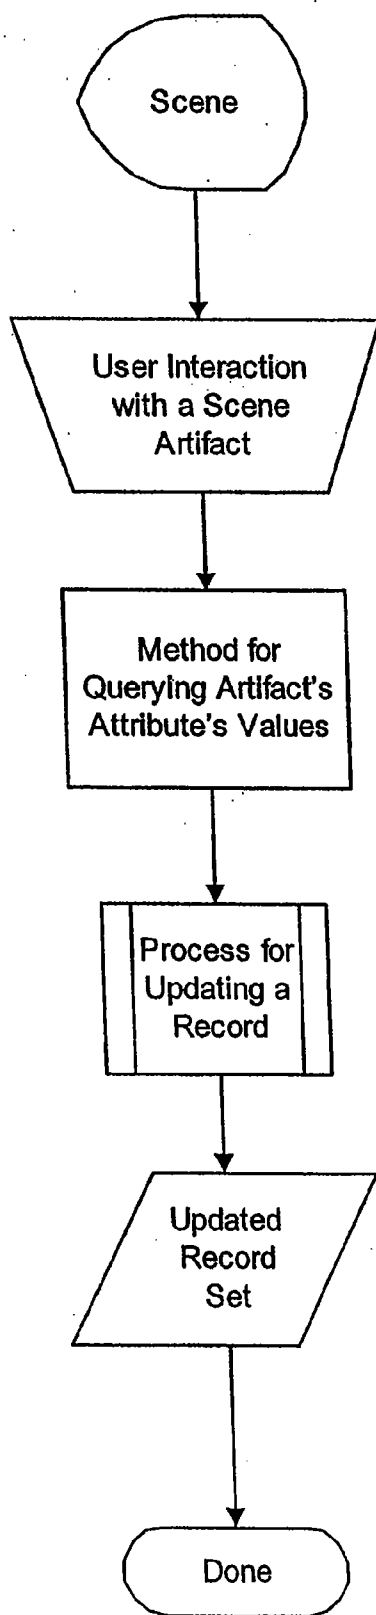 Scene
User Interaction
with a Scene
Artifact
Method for
Querying Artifact's
Attribute's Values
Process for
Updating a
Record
Updated
Record
Set
Done